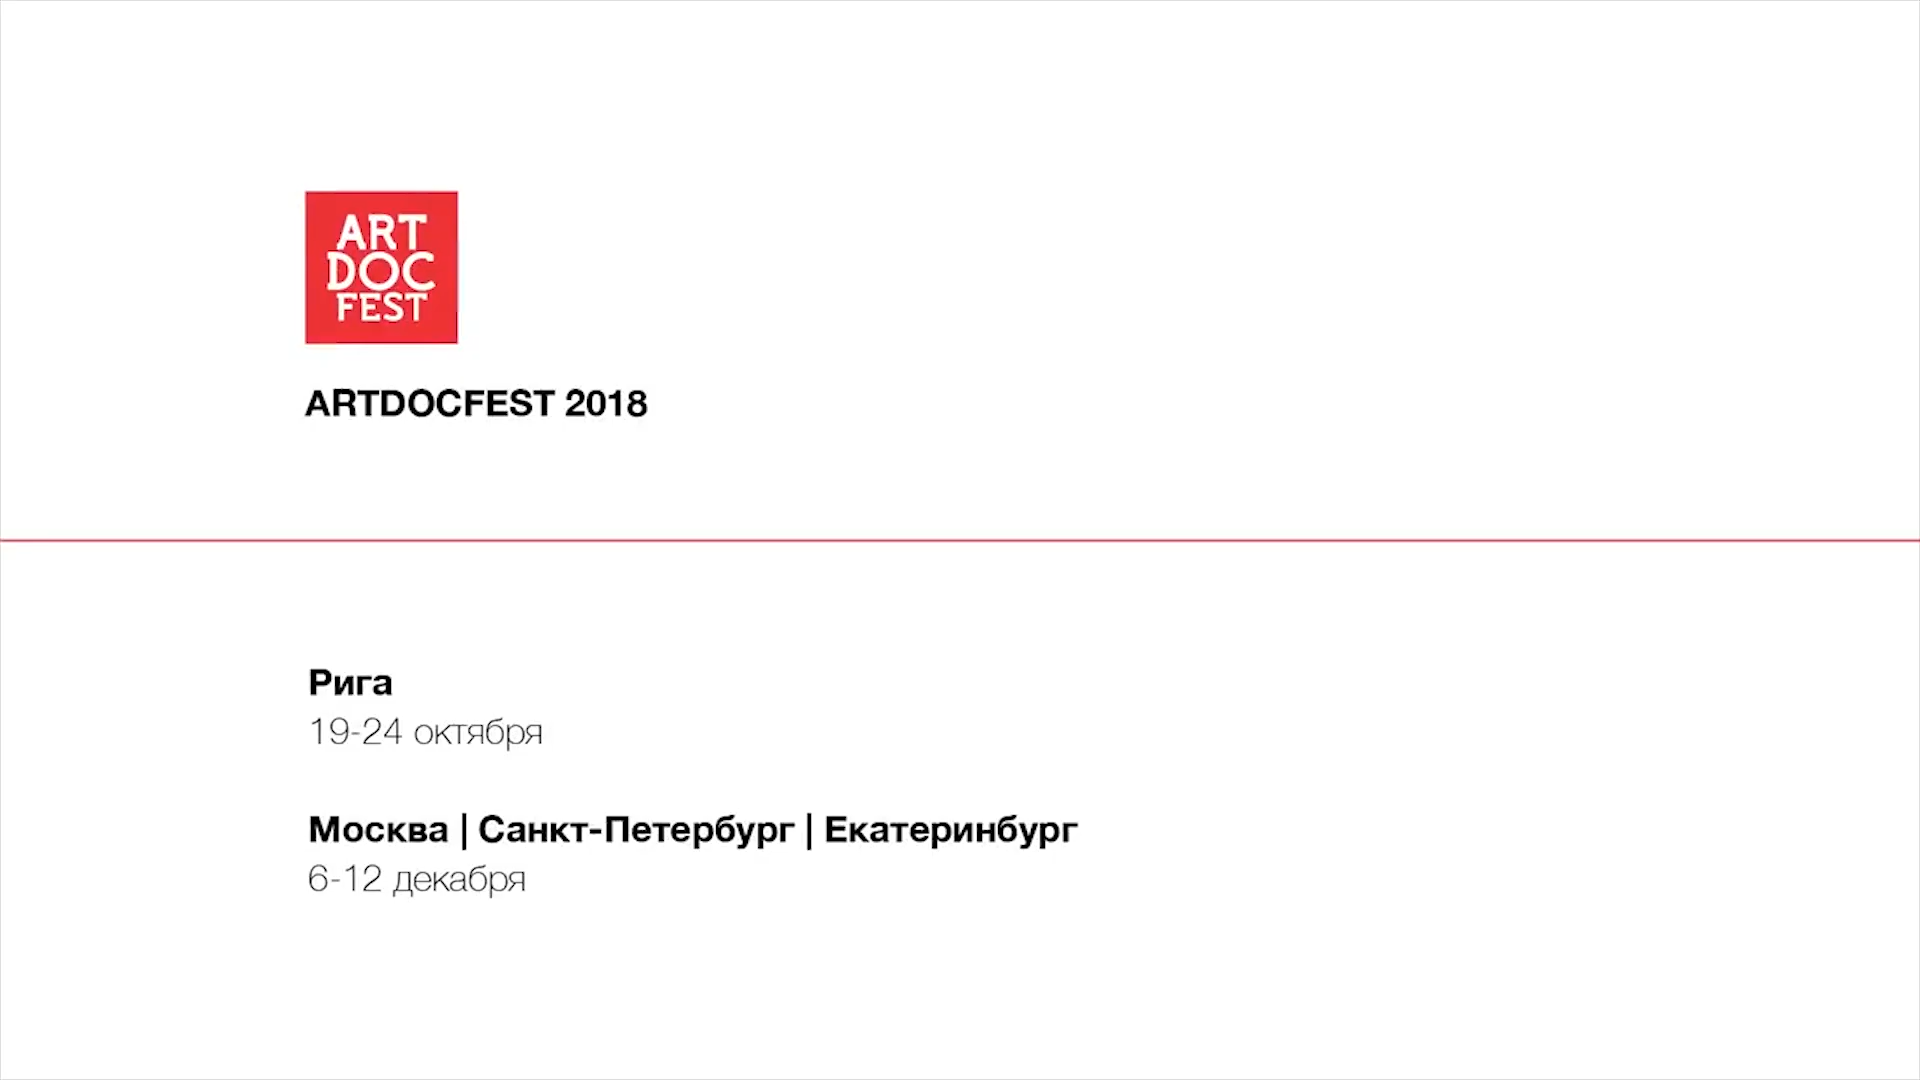 ART
DOC
FEST
ARTDOCFEST 2018
Рига
19-24 октября
Москва | Санкт-Петербург | Екатеринбург
6-12 декабря